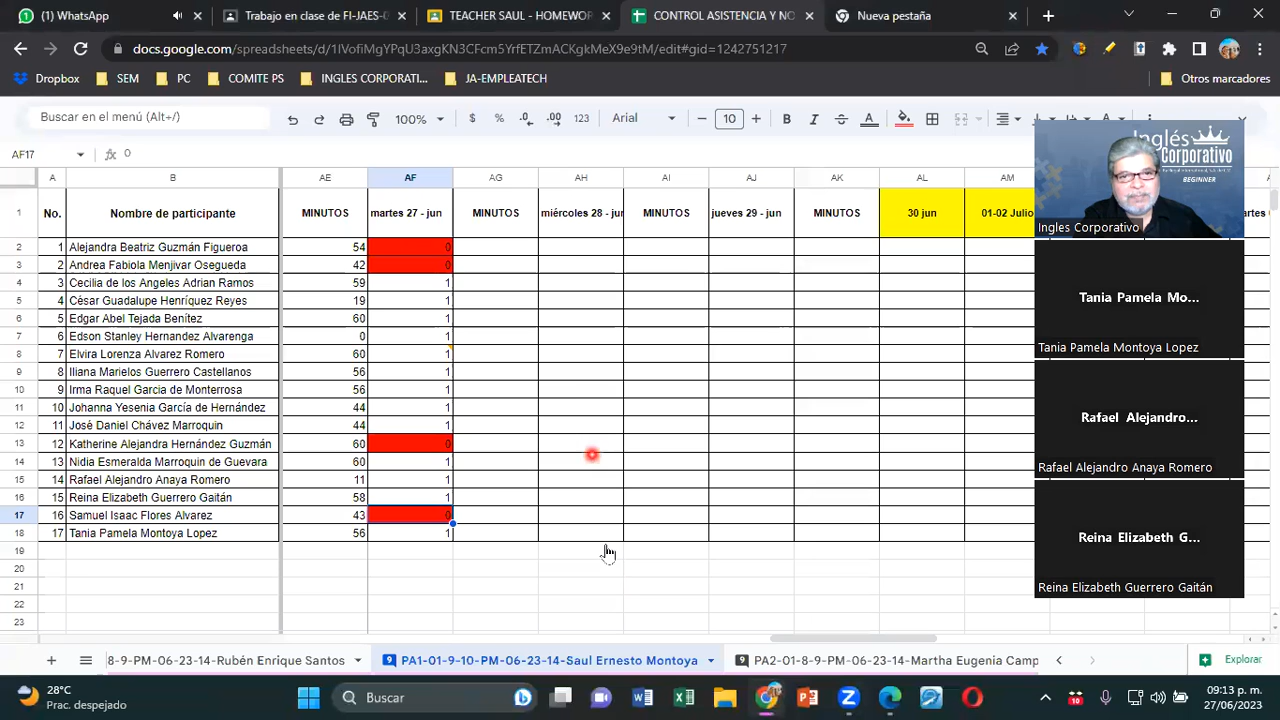 WhatsApp
Trabajo en clase de FI-JAES-0
TEACHER SAUL - HOMEWOR
CONTROL ASISTENCIA Y NO
Nueva pestaña
docs.google.com/spreadsheets/d/1IVofiMgYPqU3axgKN3CFcm5YrfETZmACKgkMeX9e9tM/edit#gid=1242751217
Dropbox
SEM
PC
COMITE PS
INGLES CORPORATI...
JA-EMPLEATECH
Otros marcadores
Buscar en el menú (Alt+/)
100%
$
%
.0
.00
123
Arial
10
B
I
S
A
AF17
fx
0
A B AE AF AG AH AI AJ AK AL AM
1 No. Nombre de participante MINUTOS martes 27 - jun MINUTOS miércoles 28 - jun MINUTOS jueves 29 - jun MINUTOS 30 jun 01-02 Julio
2 1 Alejandra Beatriz Guzmán Figueroa 54 0
3 2 Andrea Fabiola Menjivar Osegueda 42 0
4 3 Cecilia de los Angeles Adrian Ramos 59 1
5 4 César Guadalupe Henríquez Reyes 19 1
6 5 Edgar Abel Tejada Benítez 60 1
7 6 Edson Stanley Hernandez Alvarenga 0 1
8 7 Elvira Lorenza Alvarez Romero 60 1
9 8 Iliana Marielos Guerrero Castellanos 56 1
10 9 Irma Raquel Garcia de Monterrosa 56 1
11 10 Johanna Yesenia García de Hernández 44 1
12 11 José Daniel Chávez Marroquin 44 1
13 12 Katherine Alejandra Hernández Guzmán 60 0
14 13 Nidia Esmeralda Marroquin de Guevara 60 1
15 14 Rafael Alejandro Anaya Romero 11 1
16 15 Reina Elizabeth Guerrero Gaitán 58 1
17 16 Samuel Isaac Flores Alvarez 43 0
18 17 Tania Pamela Montoya Lopez 56 1
19
20
21
22
23
Inglés
Corporativo
BEGINNER
Ingles Corporativo
Tania Pamela Mo...
Tania Pamela Montoya Lopez
Rafael Alejandro...
Rafael Alejandro Anaya Romero
Reina Elizabeth G...
Reina Elizabeth Guerrero Gaitán
8-9-PM-06-23-14-Rubén Enrique Santos
9 PA1-01-9-10-PM-06-23-14-Saul Ernesto Montoya
9 PA2-01-8-9-PM-06-23-14-Martha Eugenia Camp
Explorar
28°C
Prac. despejado
Buscar
10
09:13 p. m.
27/06/2023